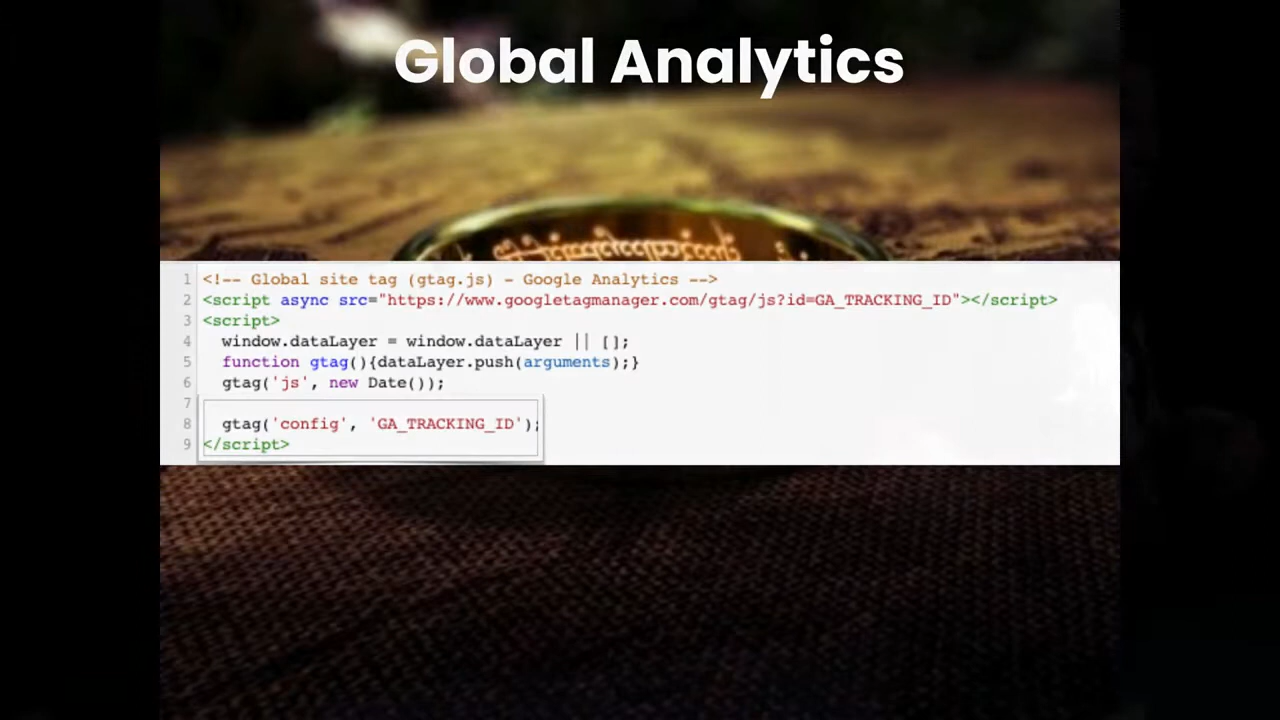 Global Analytics
1 <!-- Global site tag (gtag.js) - Google Analytics -->
2 <script async src="https://www.googletagmanager.com/gtag/js?id=GA_TRACKING_ID"></script>
3 <script>
4 window.dataLayer = window.dataLayer || [];
5 function gtag(){dataLayer.push(arguments);}
6 gtag('js', new Date());
7
8 gtag('config', 'GA_TRACKING_ID');
9 </script>